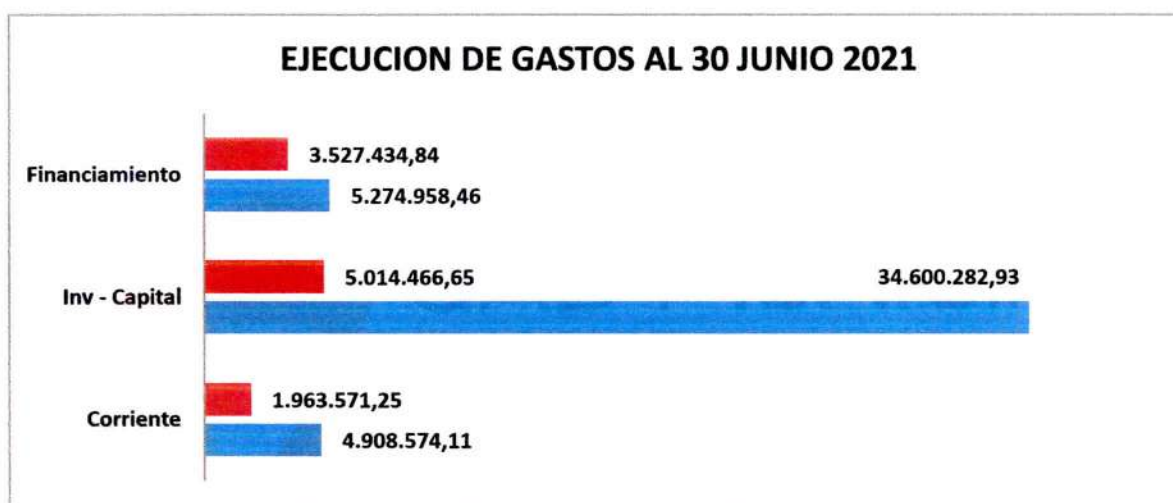 EJECUCION DE GASTOS AL 30 JUNIO 2021
Financiamiento
3.527.434,84
5.274.958,46
Inv - Capital
5.014.466,65
34.600.282,93
Corriente
1.963.571,25
4.908.574,11